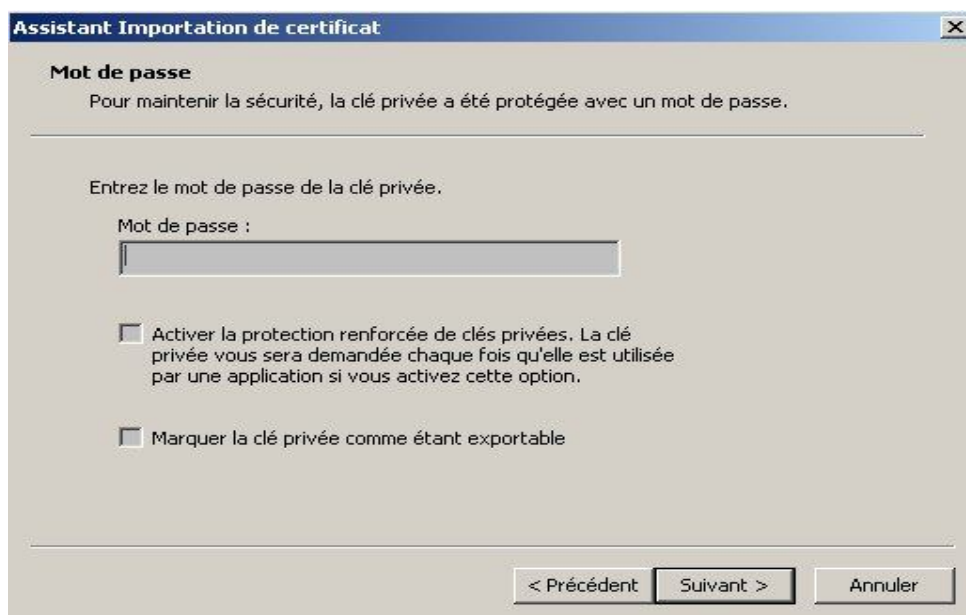 Assistant Importation de certificat
Mot de passe
Pour maintenir la sécurité, la clé privée a été protégée avec un mot de passe.
Entrez le mot de passe de la clé privée.
Mot de passe :
Activer la protection renforcée de clés privées. La clé
privée vous sera demandée chaque fois qu'elle est utilisée
par une application si vous activez cette option.
Marquer la clé privée comme étant exportable
< Précédent
Suivant >
Annuler